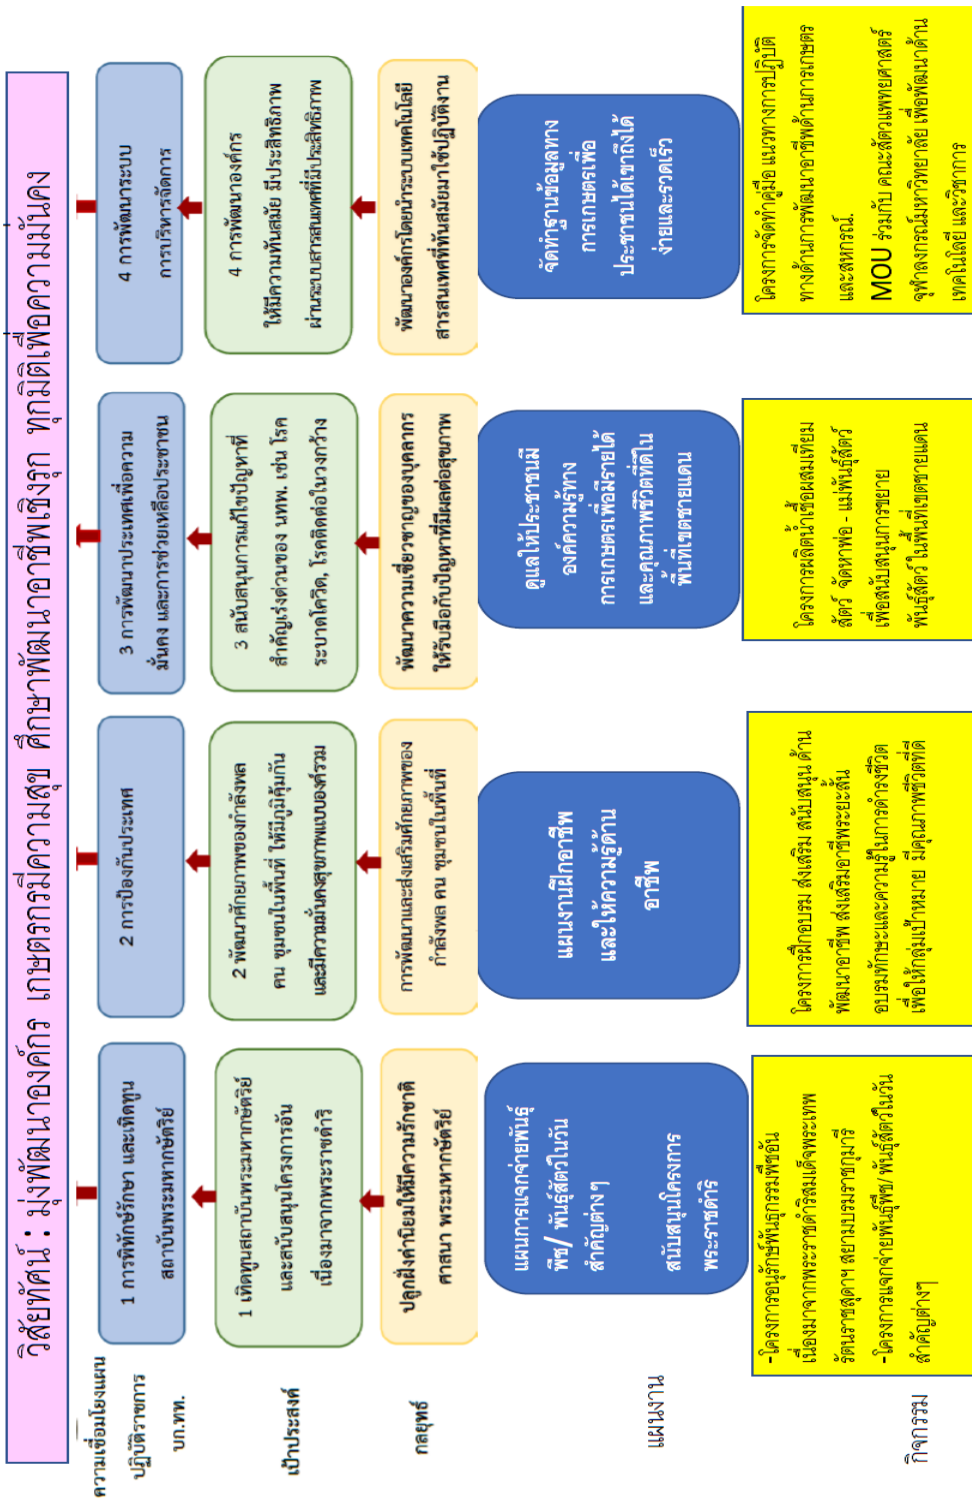 วิสัยทัศน์ : มุ่งพัฒนาองค์กร เกษตรกรมีความสุข ศึกษาพัฒนาอาชีพเชิงรุก ทุกมิติเพื่อความมั่นคง
ความเชื่อมโยงแผน
ปฏิบัติราชการ
บก.ทท.
1 การพิทักษ์รักษา และเทิดทูน
สถาบันพระมหากษัตริย์
2 การป้องกันประเทศ
3 การพัฒนาประเทศเพื่อความ
มั่นคง และการช่วยเหลือประชาชน
4 การพัฒนาระบบ
การบริหารจัดการ
เป้าประสงค์
1 เทิดทูนสถาบันพระมหากษัตริย์
และสนับสนุนโครงการอัน
เนื่องมาจากพระราชดำริ
2 พัฒนาศักยภาพของกำลังพล
คน ชุมชนในพื้นที่ ให้มีภูมิคุ้มกัน
และมีความมั่นคงสุขภาพแบบองค์รวม
3 สนับสนุนการแก้ไขปัญหาที่
สำคัญเร่งด่วนของ นทพ. เช่น โรค
ระบาดโควิด, โรคติดต่อในวงกว้าง
4 การพัฒนาองค์กร
ให้มีความทันสมัย มีประสิทธิภาพ
ผ่านระบบสารสนเทศที่มีประสิทธิภาพ
กลยุทธ์
ปลูกฝังค่านิยมให้มีความรักชาติ
ศาสนา พระมหากษัตริย์
การพัฒนาและส่งเสริมศักยภาพของ
กำลังพล คน ชุมชนในพื้นที่
พัฒนาความเชี่ยวชาญของบุคลากร
ให้รับมือกับปัญหาที่มีผลต่อสุขภาพ
พัฒนาองค์กรโดยนำระบบเทคโนโลยี
สารสนเทศที่ทันสมัยมาใช้ปฏิบัติงาน
แผนงาน
แผนการแจกจ่ายพันธุ์
พืช/ พันธุ์สัตว์ในวัน
สำคัญต่างๆ
สนับสนุนโครงการ
พระราชดำริ
แผนงานฝึกอาชีพ
และให้ความรู้ด้าน
อาชีพ
ดูแลให้ประชาชนมี
องค์ความรู้ทาง
การเกษตรเพื่อมีรายได้
และคุณภาพชีวิตที่ดีใน
พื้นที่เขตชายแดน
จัดทำฐานข้อมูลทาง
การเกษตรเพื่อ
ประชาชนได้เข้าถึงได้
ง่ายและรวดเร็ว
กิจกรรม
-โครงการอนุรักษ์พันธุกรรมพืชอัน
เนื่องมาจากพระราชดำริสมเด็จพระเทพ
รัตนราชสุดาฯ สยามบรมราชกุมารี
-โครงการแจกจ่ายพันธุ์พืช/ พันธุ์สัตว์ในวัน
สำคัญต่างๆ
โครงการฝึกอบรม ส่งเสริม สนับสนุน ด้าน
พัฒนาอาชีพ ส่งเสริมอาชีพระยะสั้น
อบรมทักษะและความรู้ในการดำรงชีวิต
เพื่อให้กลุ่มเป้าหมาย มีคุณภาพชีวิตที่ดี
โครงการผลิตน้ำเชื้อผสมเทียม
สัตว์ จัดหาพ่อ - แม่พันธุ์สัตว์
เพื่อสนับสนุนการขยาย
พันธุ์สัตว์ ในพื้นที่เขตชายแดน
โครงการจัดทำคู่มือ แนวทางการปฏิบัติ
ทางด้านการพัฒนาอาชีพด้านการเกษตร
และสหกรณ์.
MOU ร่วมกับ คณะสัตวแพทยศาสตร์
จุฬาลงกรณ์มหาวิทยาลัย เพื่อพัฒนาด้าน
เทคโนโลยี และวิชาการ